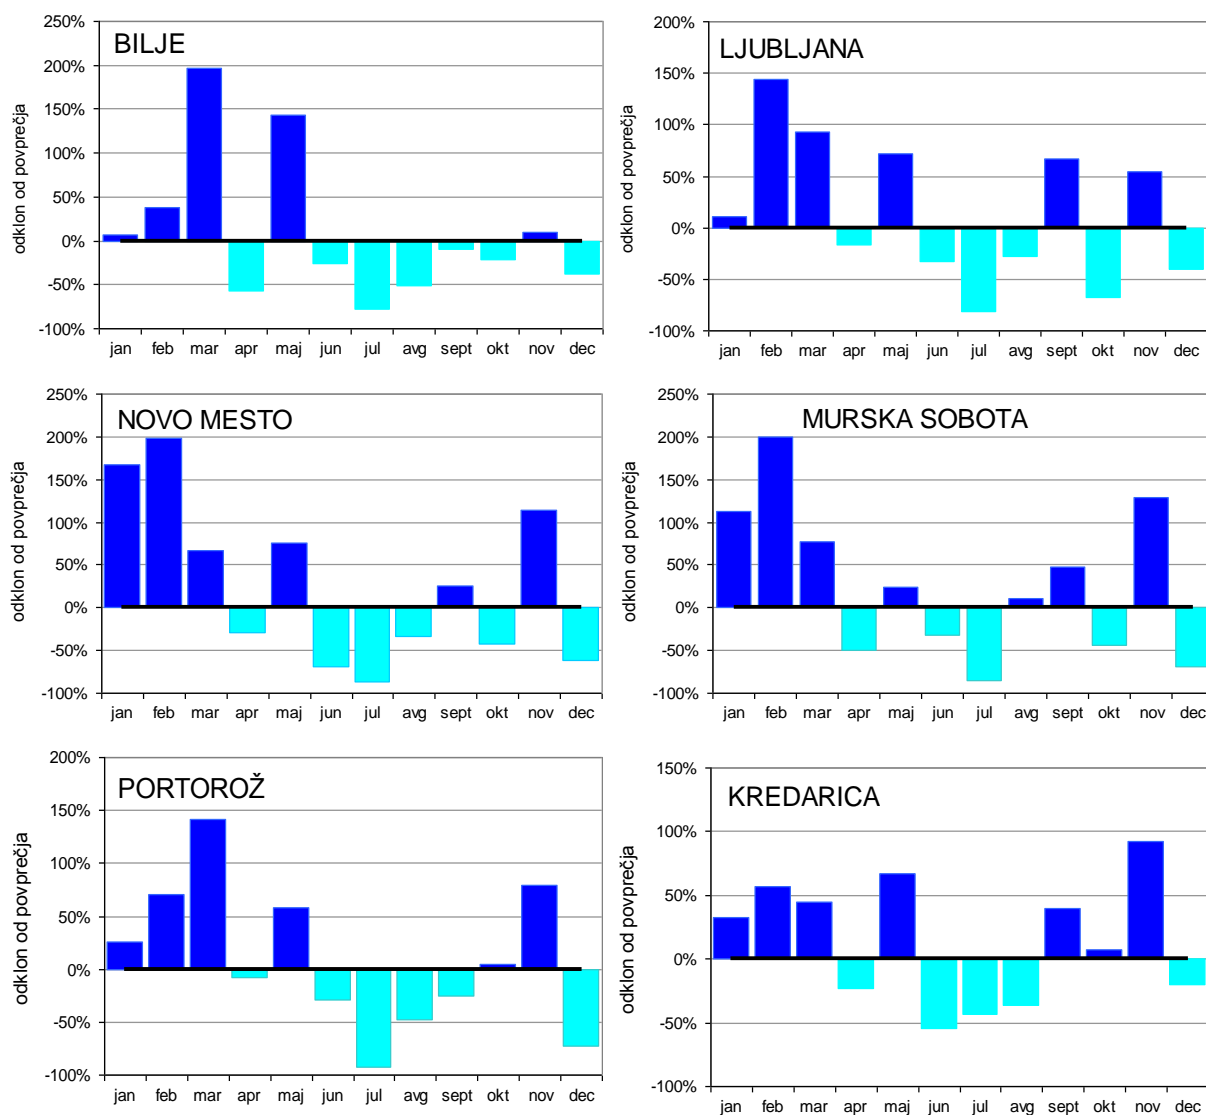 BILJE
odklon od povprečja
250%
200%
150%
100%
50%
0%
-50%
-100%
jan feb mar apr maj jun jul avg sept okt nov dec
LJUBLJANA
odklon od povprečja
200%
150%
100%
50%
0%
-50%
-100%
jan feb mar apr maj jun jul avg sept okt nov dec
NOVO MESTO
odklon od povprečja
250%
200%
150%
100%
50%
0%
-50%
-100%
jan feb mar apr maj jun jul avg sept okt nov dec
MURSKA SOBOTA
odklon od povprečja
250%
200%
150%
100%
50%
0%
-50%
-100%
jan feb mar apr maj jun jul avg sept okt nov dec
PORTOROŽ
odklon od povprečja
200%
150%
100%
50%
0%
-50%
-100%
jan feb mar apr maj jun jul avg sept okt nov dec
KREDARICA
odklon od povprečja
150%
100%
50%
0%
-50%
-100%
jan feb mar apr maj jun jul avg sept okt nov dec